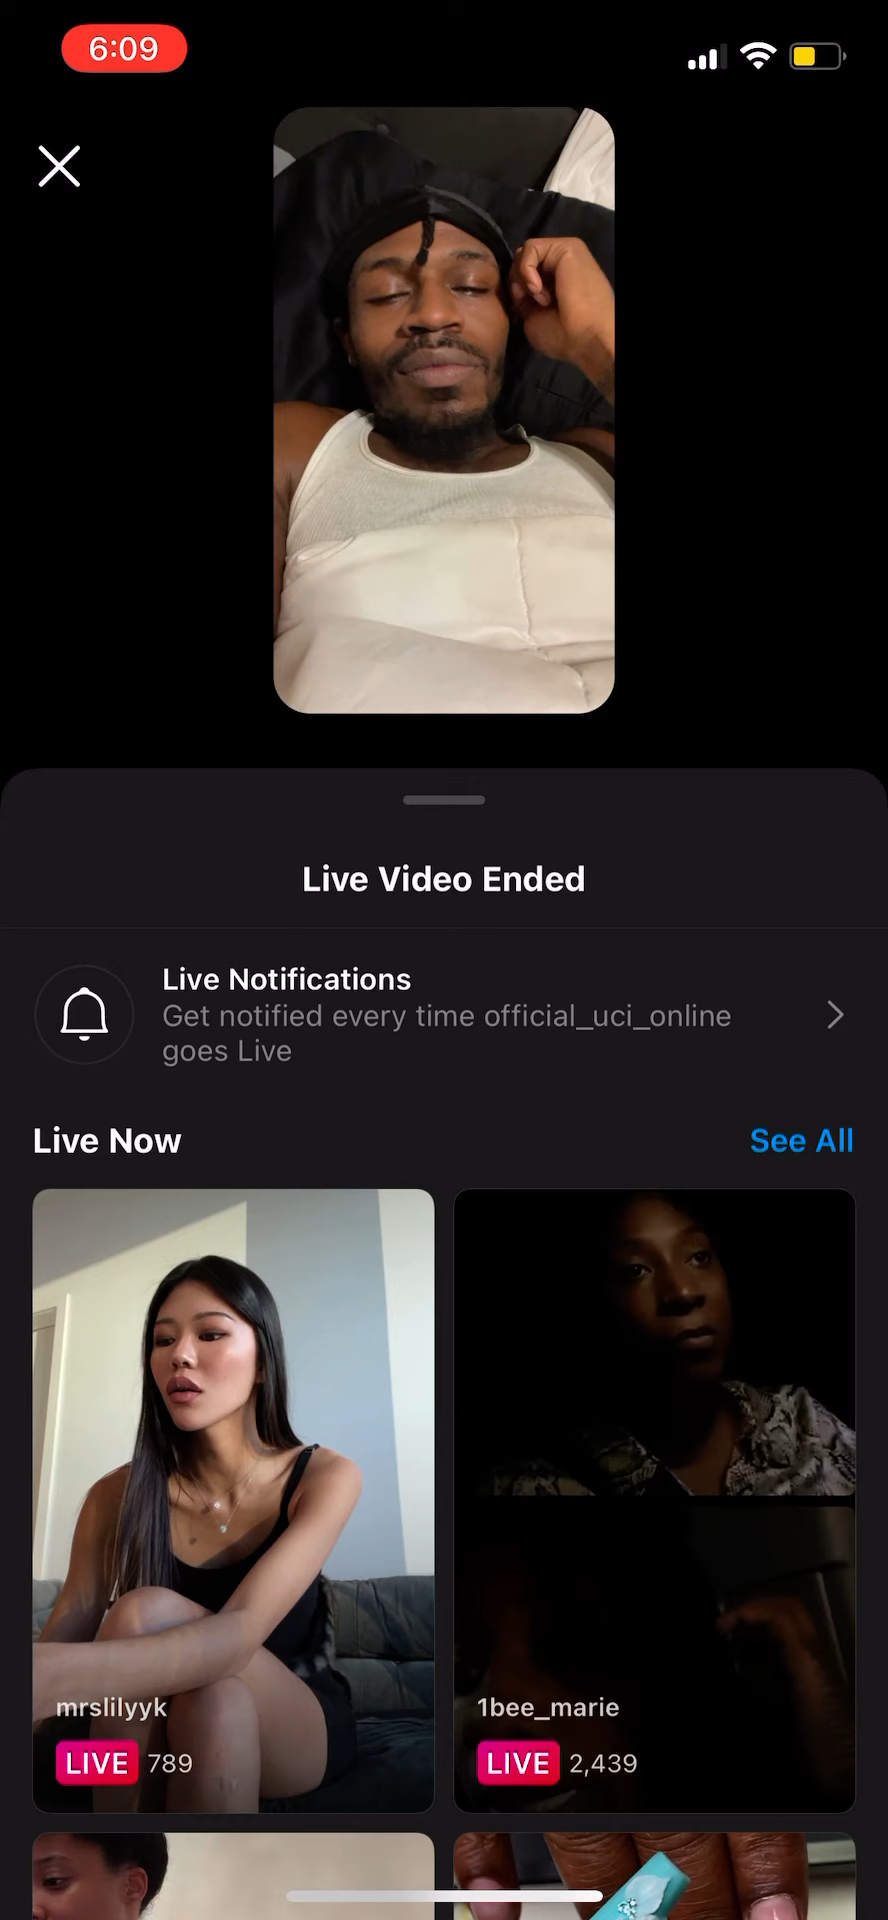 6:09
Live Video Ended
Live Notifications
Get notified every time official_uci_online
goes Live
Live Now
See All
mrslilyyk
LIVE 789
1bee_marie
LIVE 2,439